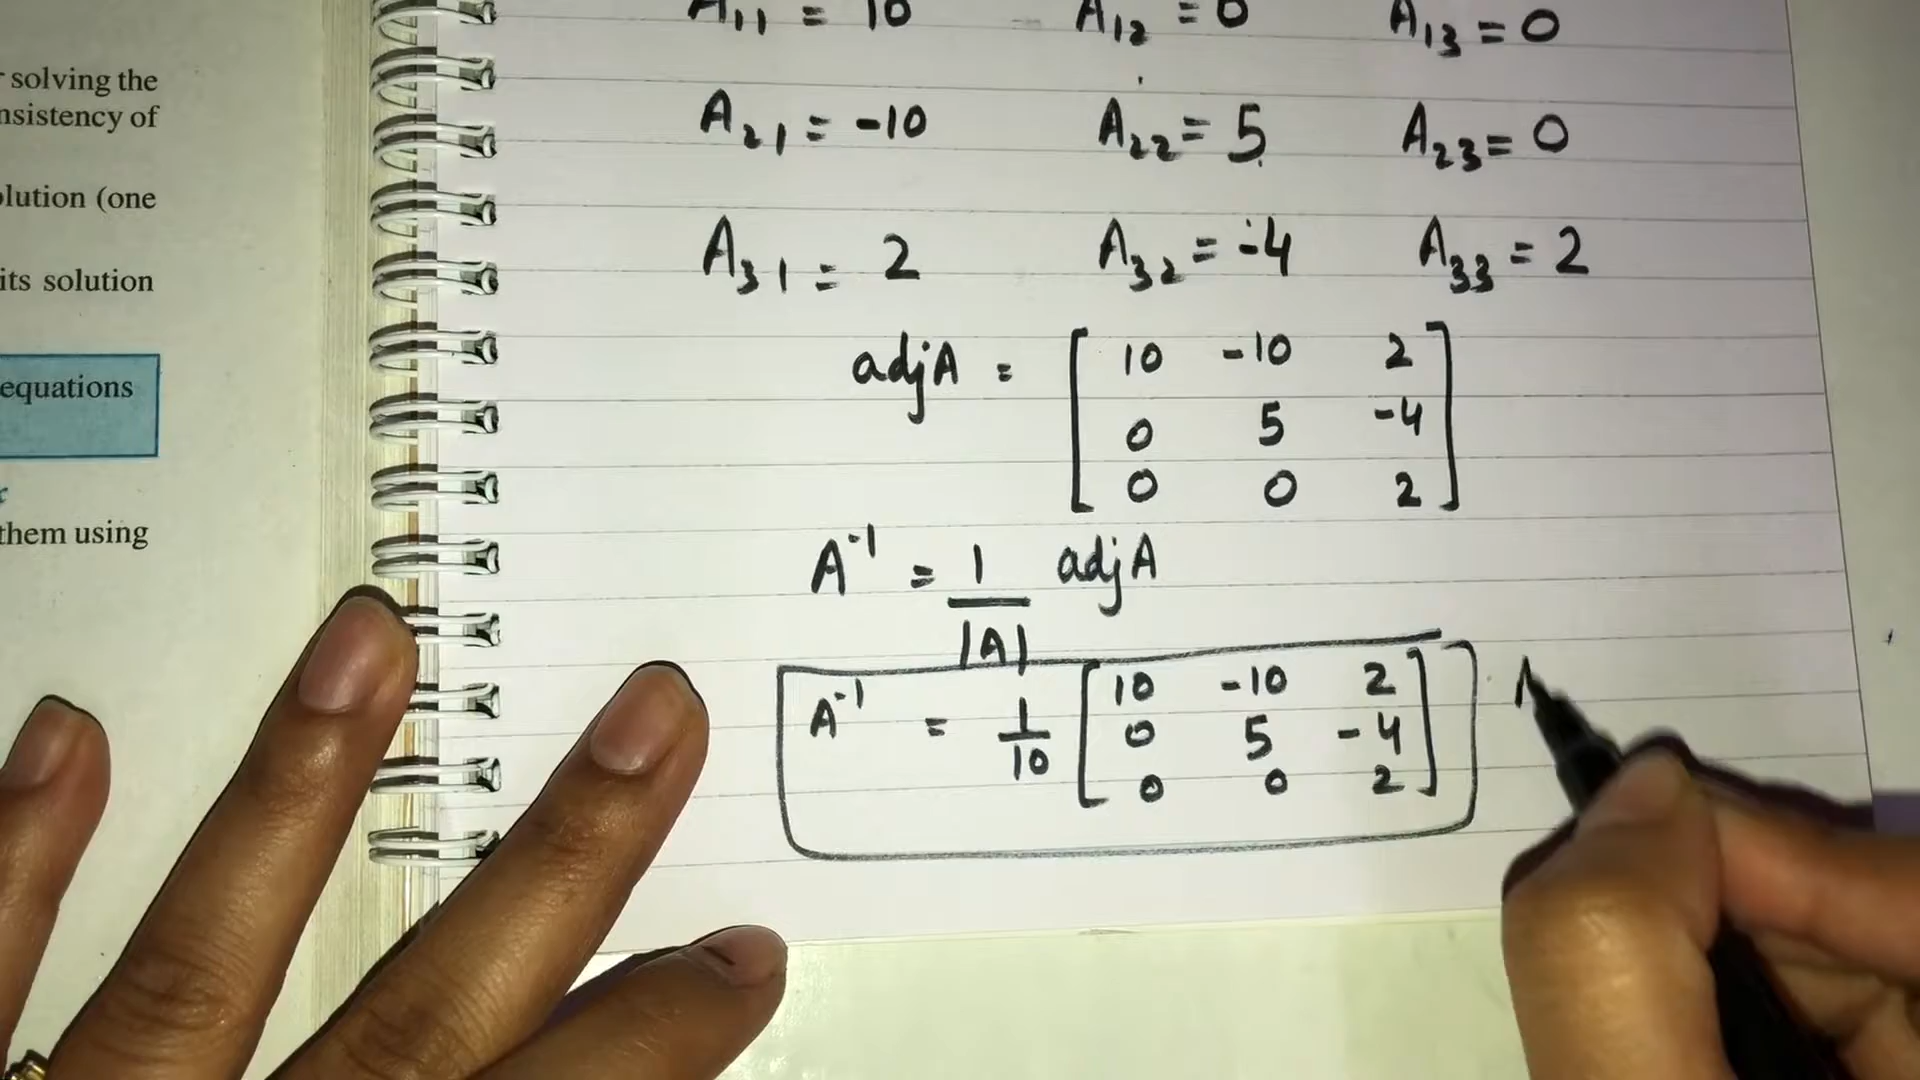 solving the
nsistency of
lution (one
its solution
equations
them using
A₁₁ = 10 A₁₂ = 0 A₁₃ = 0
A₂₁ = -10 A₂₂ = 5 A₂₃ = 0
A₃₁ = 2 A₃₂ = -4 A₃₃ = 2
adjA = [10 -10 2
0 5 -4
0 0 2]
A⁻¹ = 1/|A| adjA
A⁻¹ = 1/10 [10 -10 2
0 5 -4
0 0 2]